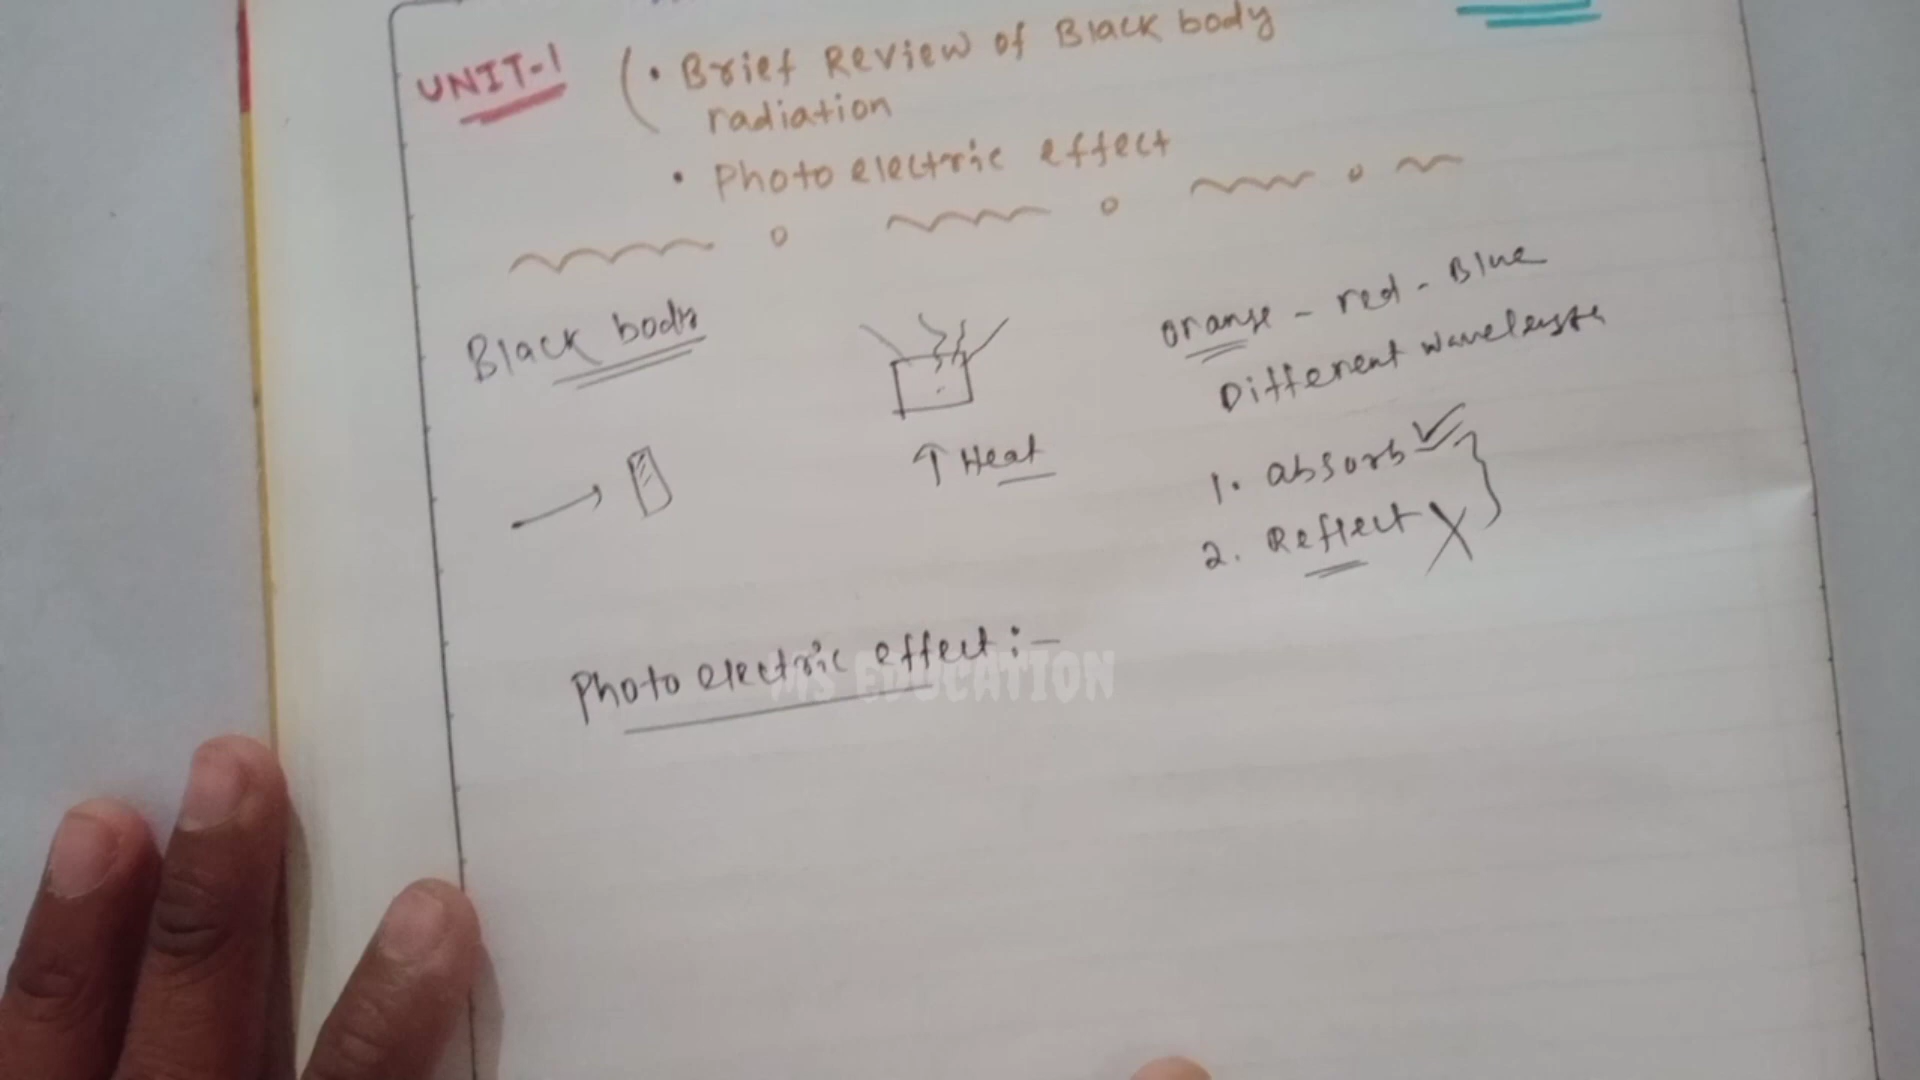 UNIT-1
• Brief Review of Black body
radiation
• Photo electric effect
Black body
↑ Heat
orange - red - Blue
Different wavelength
1. absorb ✓
2. Reflect X
Photo electric effect :-
MS EDUCATION